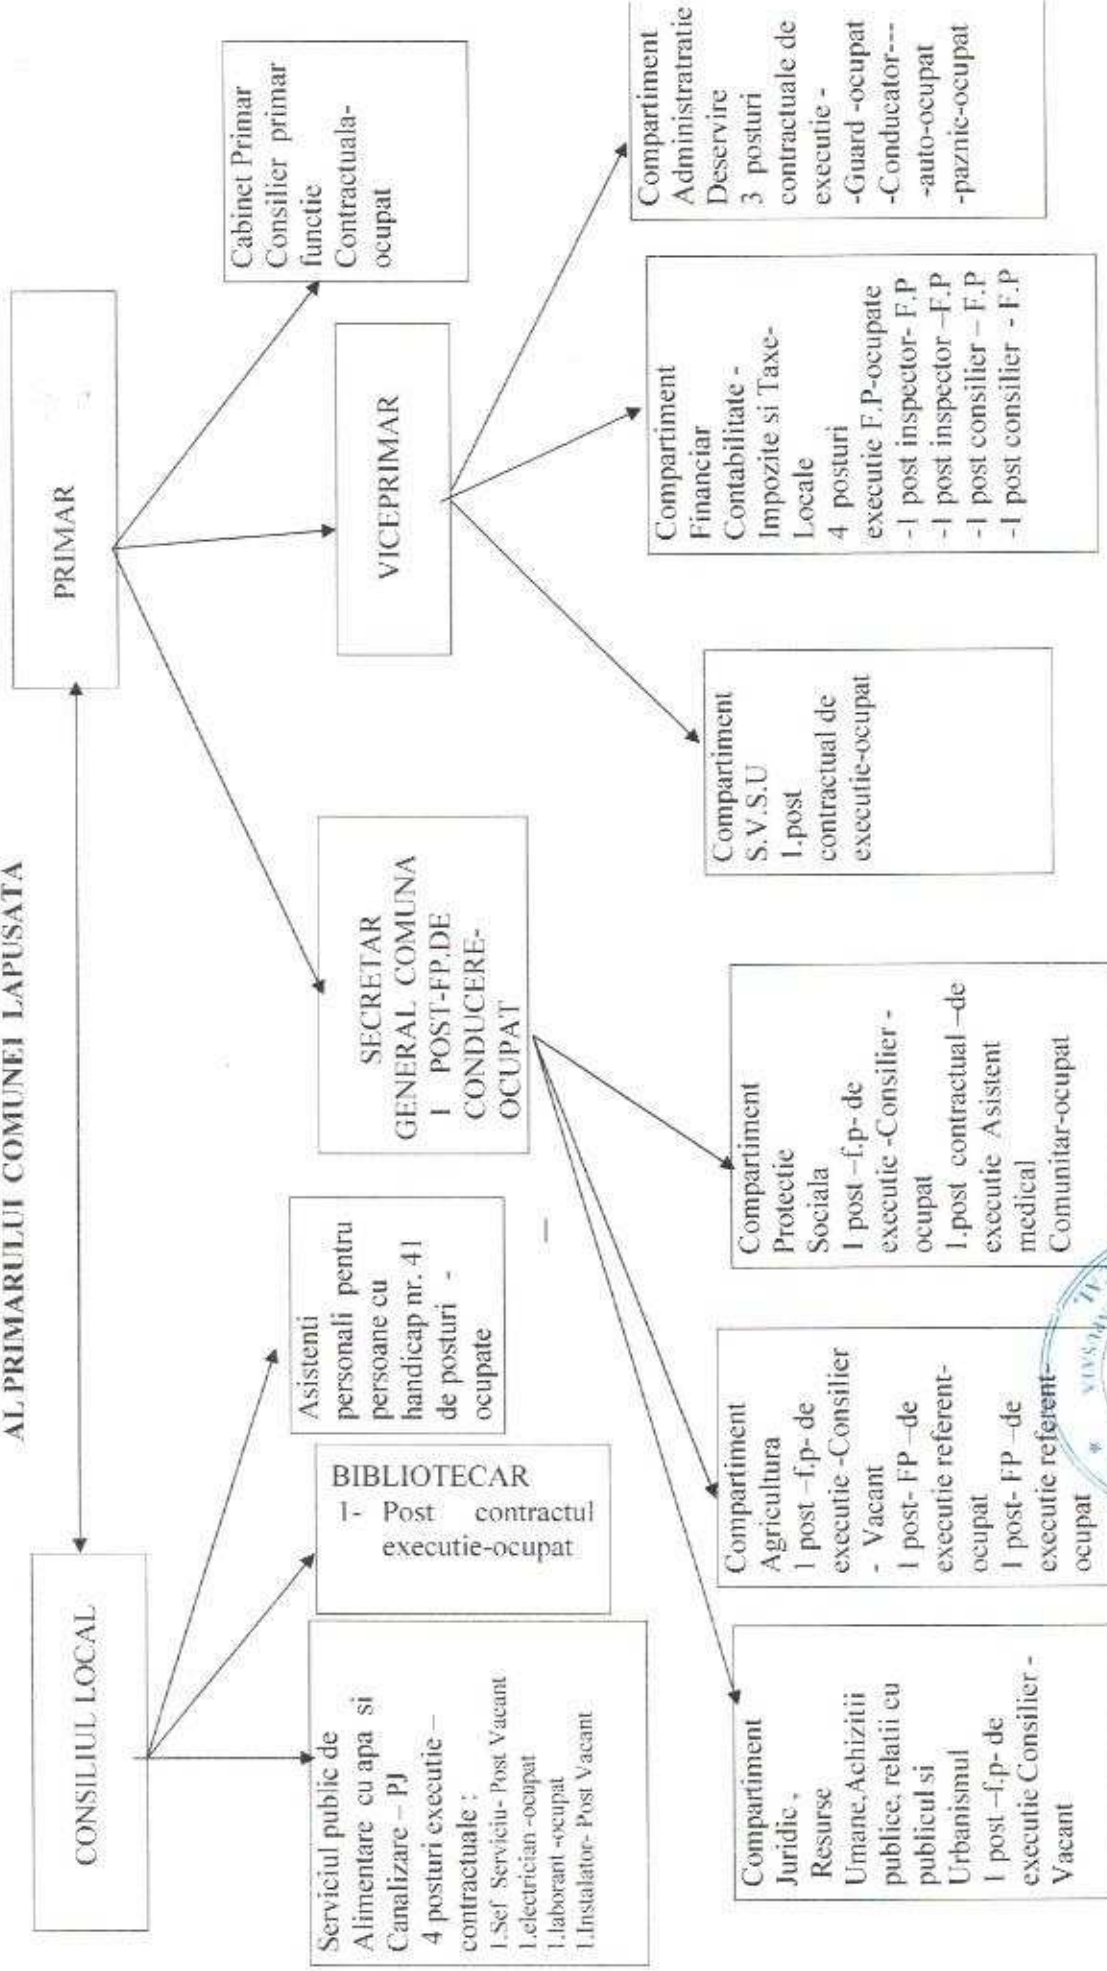 AL PRIMARULUI COMUNEI LAPUSATA
CONSILIUL LOCAL
PRIMAR
Cabinet Primar
Consilier primar
functie
Contractuala-
ocupat
VICEPRIMAR
SECRETAR
GENERAL COMUNA
1 POST-FP.DE
CONDUCERE-
OCUPAT
Asistenti
personali pentru
persoane cu
handicap nr. 41
de posturi -
ocupate
BIBLIOTECAR
1- Post contractul
executie-ocupat
Serviciul public de
Alimentare cu apa si
Canalizare – PJ
4 posturi executie –
contractuale :
1.Sef Serviciu- Post Vacant
1.electrician -ocupat
1.laborant -ocupat
1.Instalator- Post Vacant
Compartiment
Juridic ,
Resurse
Umane,Achizitii
publice, relatii cu
publicul si
Urbanismul
1 post –f.p- de
executie Consilier -
Vacant
Compartiment
Agricultura
1 post –f.p- de
executie -Consilier
- Vacant
1 post- FP –de
executie referent-
ocupat
1 post- FP –de
executie referent-
ocupat
Compartiment
Protectie
Sociala
1 post –f.p- de
executie -Consilier -
ocupat
1.post contractual –de
executie Asistent
medical
Comunitar-ocupat
Compartiment
S.V.S.U
1.post
contractual de
executie-ocupat
Compartiment
Financiar
Contabilitate -
Impozite si Taxe-
Locale
4 posturi
executie F.P-ocupate
-1 post inspector- F.P
-1 post inspector –F.P
-1 post consilier – F.P
-1 post consilier - F.P
Compartiment
Administratratie
Deservire
3 posturi
contractuale de
executie -
-Guard -ocupat
-Conducator---
-auto-ocupat
-paznic-ocupat